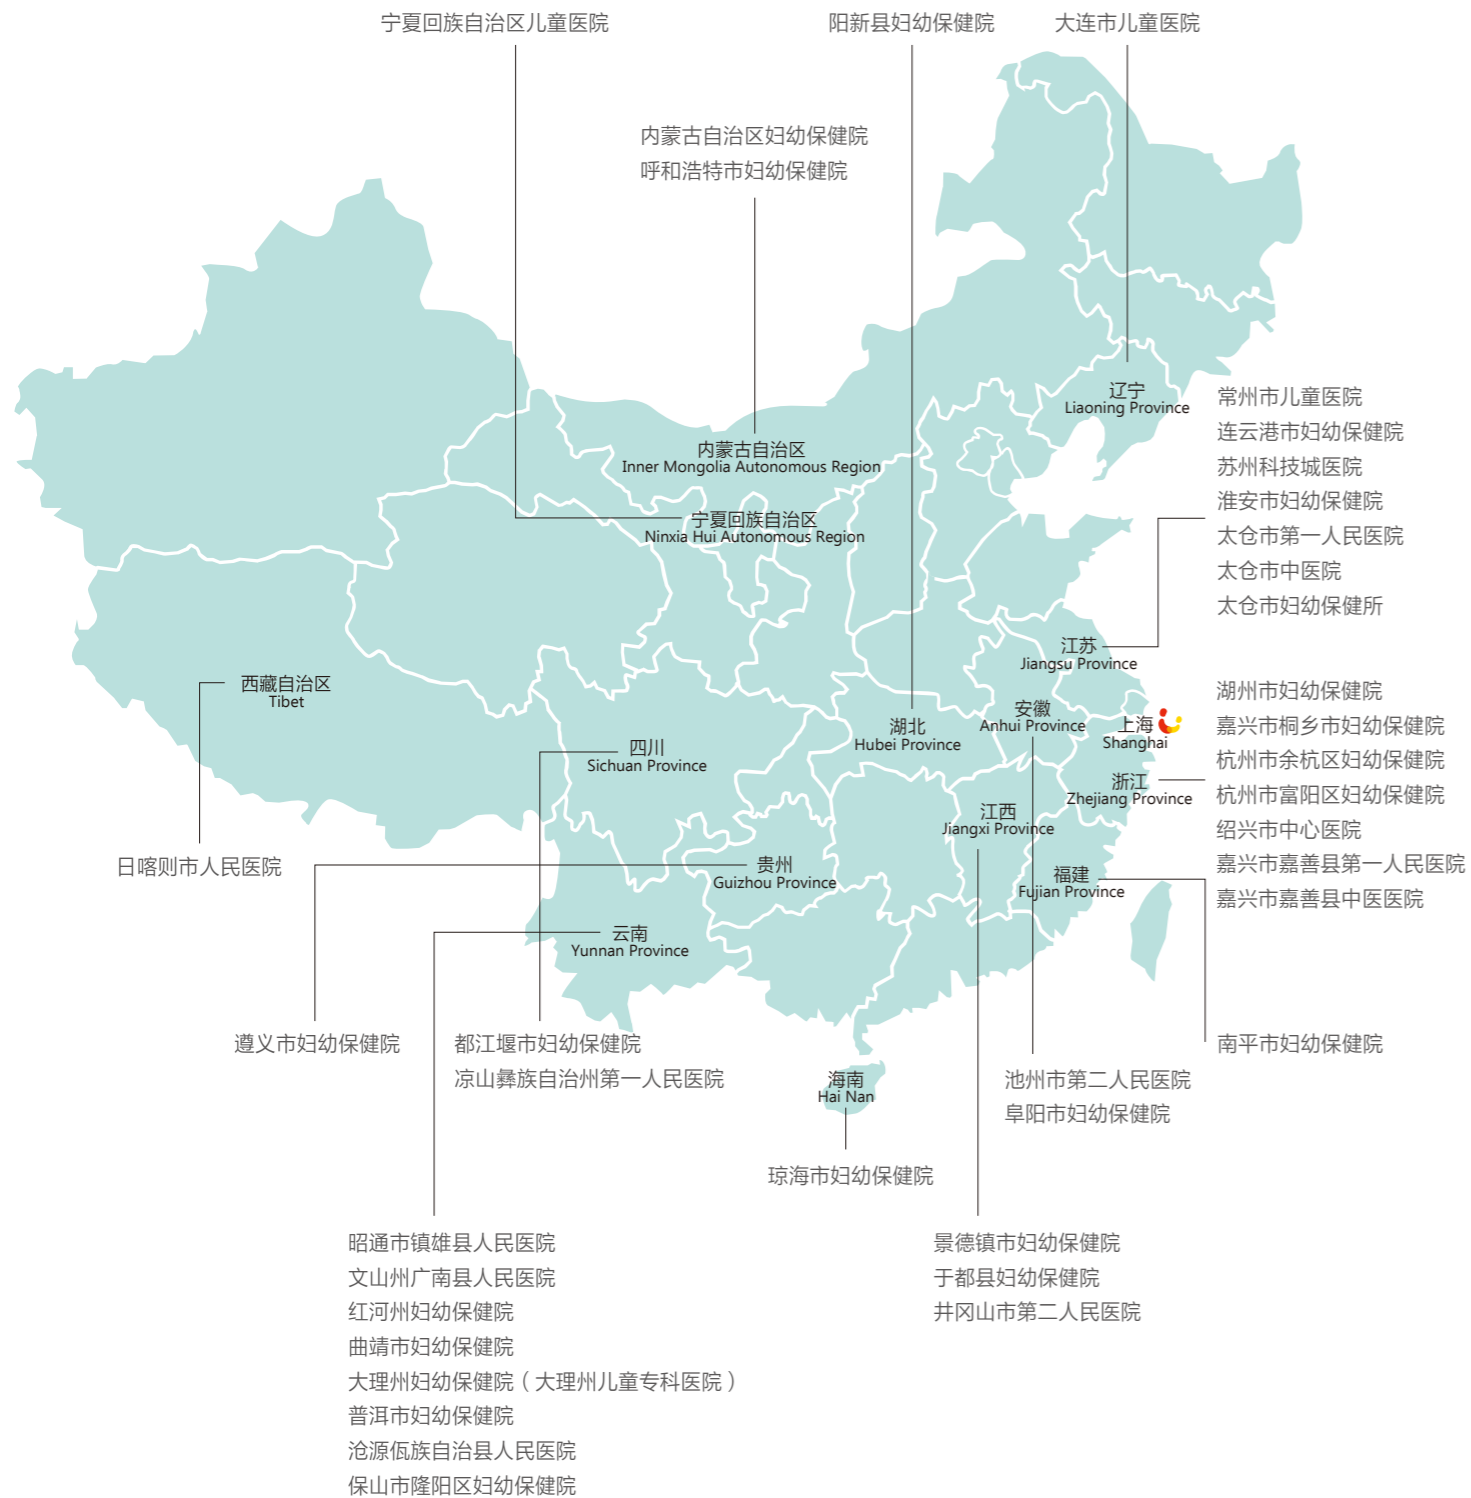 宁夏回族自治区儿童医院
阳新县妇幼保健院
大连市儿童医院
内蒙古自治区妇幼保健院
呼和浩特市妇幼保健院
辽宁
Liaoning Province
常州市儿童医院
连云港市妇幼保健院
苏州科技城医院
淮安市妇幼保健院
太仓市第一人民医院
太仓市中医院
太仓市妇幼保健所
内蒙古自治区
Inner Mongolia Autonomous Region
宁夏回族自治区
Ninxia Hui Autonomous Region
江苏
Jiangsu Province
西藏自治区
Tibet
安徽
Anhui Province
湖北
Hubei Province
上海
Shanghai
四川
Sichuan Province
浙江
Zhejiang Province
湖州市妇幼保健院
嘉兴市桐乡市妇幼保健院
杭州市余杭区妇幼保健院
杭州市富阳区妇幼保健院
绍兴市中心医院
嘉兴市嘉善县第一人民医院
嘉兴市嘉善县中医医院
江西
Jiangxi Province
日喀则市人民医院
贵州
Guizhou Province
福建
Fujian Province
云南
Yunnan Province
遵义市妇幼保健院
都江堰市妇幼保健院
凉山彝族自治州第一人民医院
海南
Hai Nan
池州市第二人民医院
阜阳市妇幼保健院
南平市妇幼保健院
琼海市妇幼保健院
昭通市镇雄县人民医院
文山州广南县人民医院
红河州妇幼保健院
曲靖市妇幼保健院
大理州妇幼保健院（大理州儿童专科医院）
普洱市妇幼保健院
沧源佤族自治县人民医院
保山市隆阳区妇幼保健院
景德镇市妇幼保健院
于都县妇幼保健院
井冈山市第二人民医院